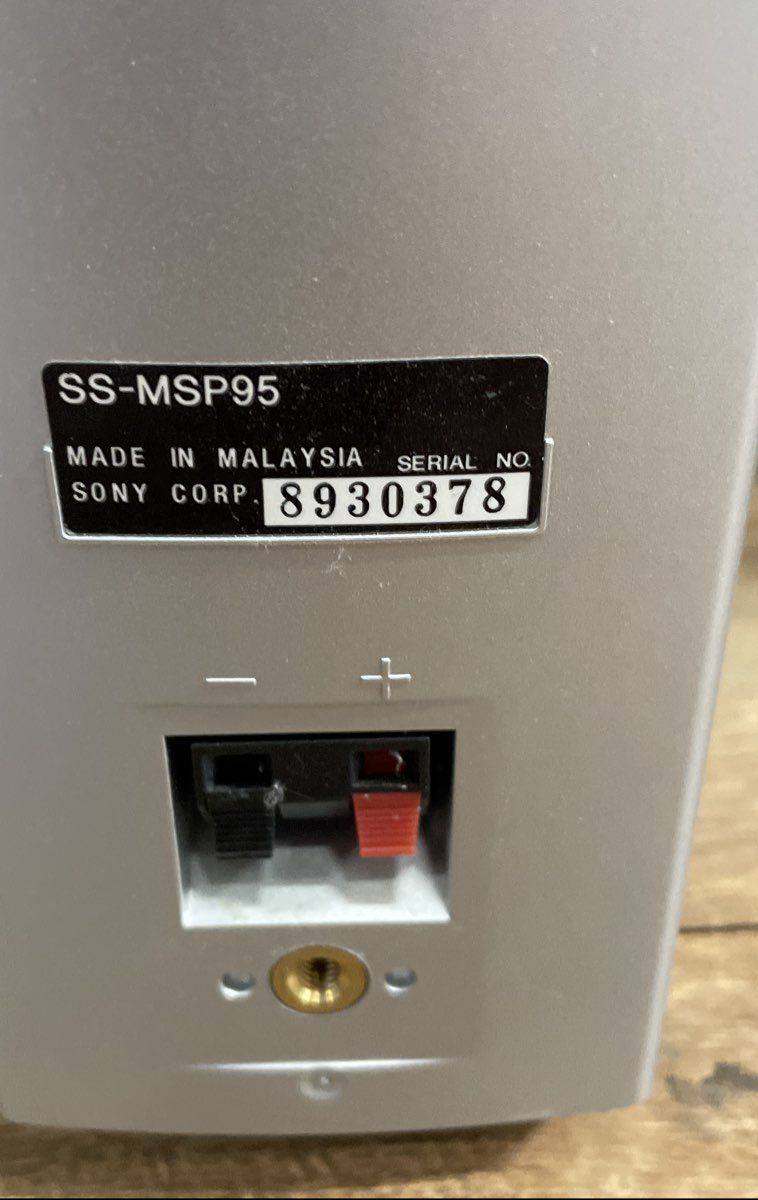 SS-MSP95
MADE IN MALAYSIA SERIAL NO.
SONY CORP. 8930378
− +